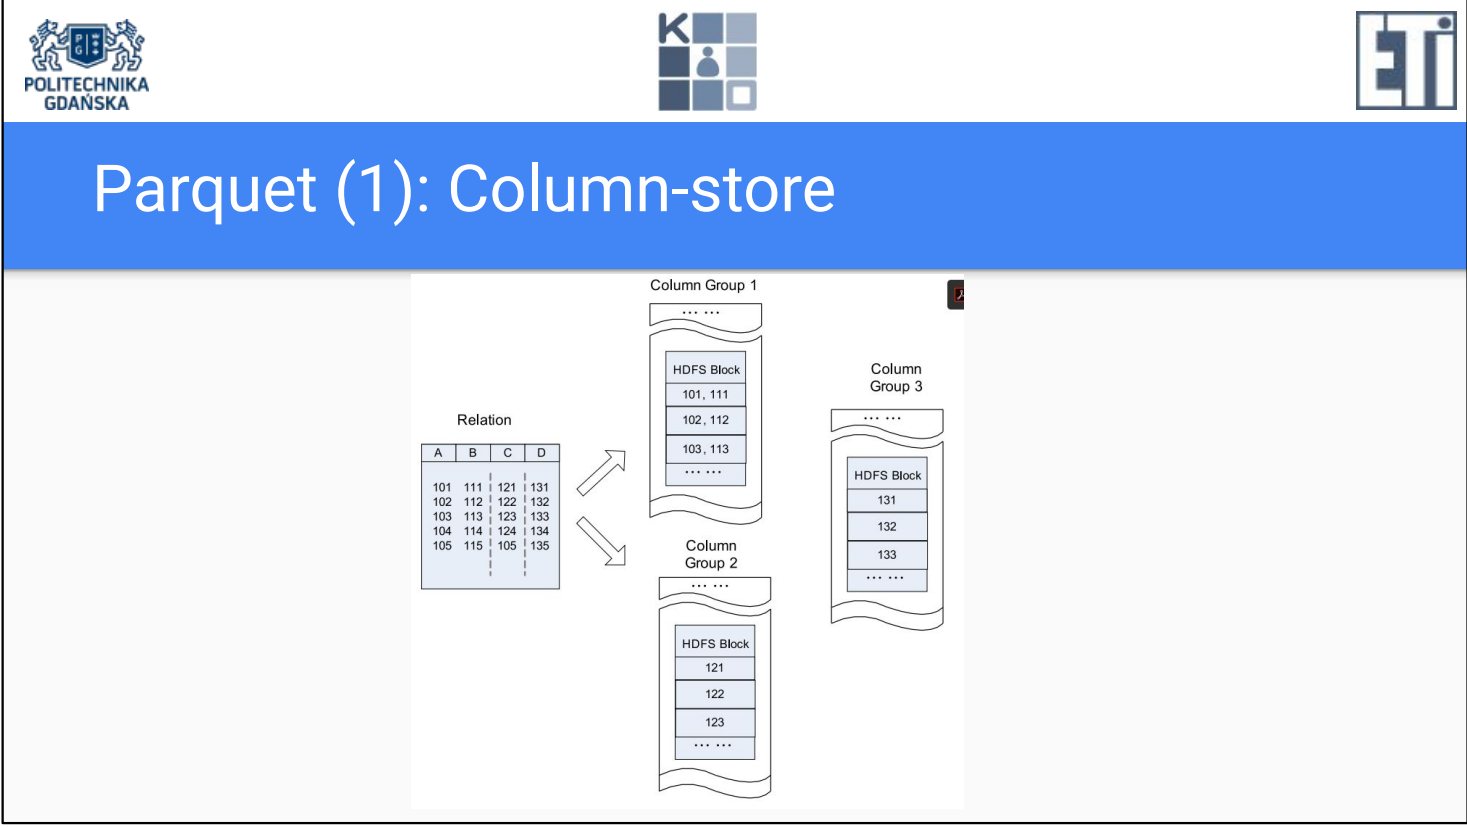 P W
G
POLITECHNIKA
GDAŃSKA
K
O
ETi
Parquet (1): Column-store
Column Group 1
... ...
HDFS Block
101, 111
102, 112
103, 113
... ...
Relation
A B C D
101 111 121 131
102 112 122 132
103 113 123 133
104 114 124 134
105 115 105 135
Column
Group 2
... ...
HDFS Block
121
122
123
... ...
Column
Group 3
... ...
HDFS Block
131
132
133
... ...